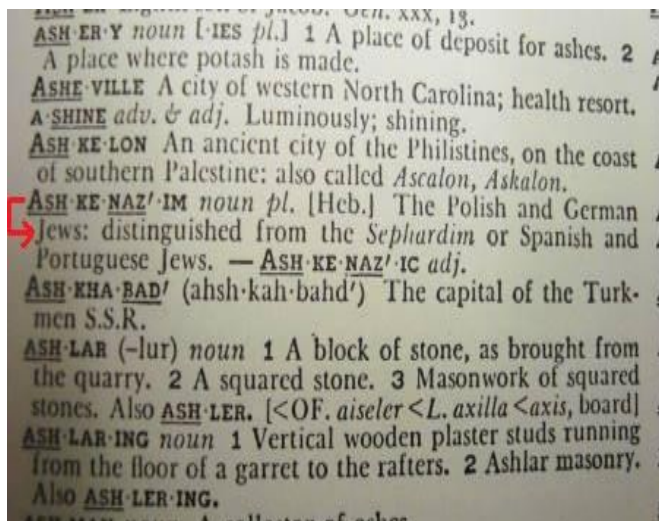 Gen. xxx, 13.
ASH·ER·Y noun [·IES pl.] 1 A place of deposit for ashes. 2
A place where potash is made.
ASHE·VILLE A city of western North Carolina; health resort.
A·SHINE adv. & adj. Luminously; shining.
ASH·KE·LON An ancient city of the Philistines, on the coast
of southern Palestine: also called Ascalon, Askalon.
ASH·KE·NAZ′·IM noun pl. [Heb.] The Polish and German
Jews: distinguished from the Sephardim or Spanish and
Portuguese Jews. — ASH·KE·NAZ′·IC adj.
ASH·KHA·BAD′ (ahsh·kah·bahd′) The capital of the Turk-
men S.S.R.
ASH·LAR (–lur) noun 1 A block of stone, as brought from
the quarry. 2 A squared stone. 3 Masonwork of squared
stones. Also ASH·LER. [<OF. aiseler <L. axilla <axis, board]
ASH·LAR·ING noun 1 Vertical wooden plaster studs running
from the floor of a garret to the rafters. 2 Ashlar masonry.
Also ASH·LER·ING.
A collector of ashes